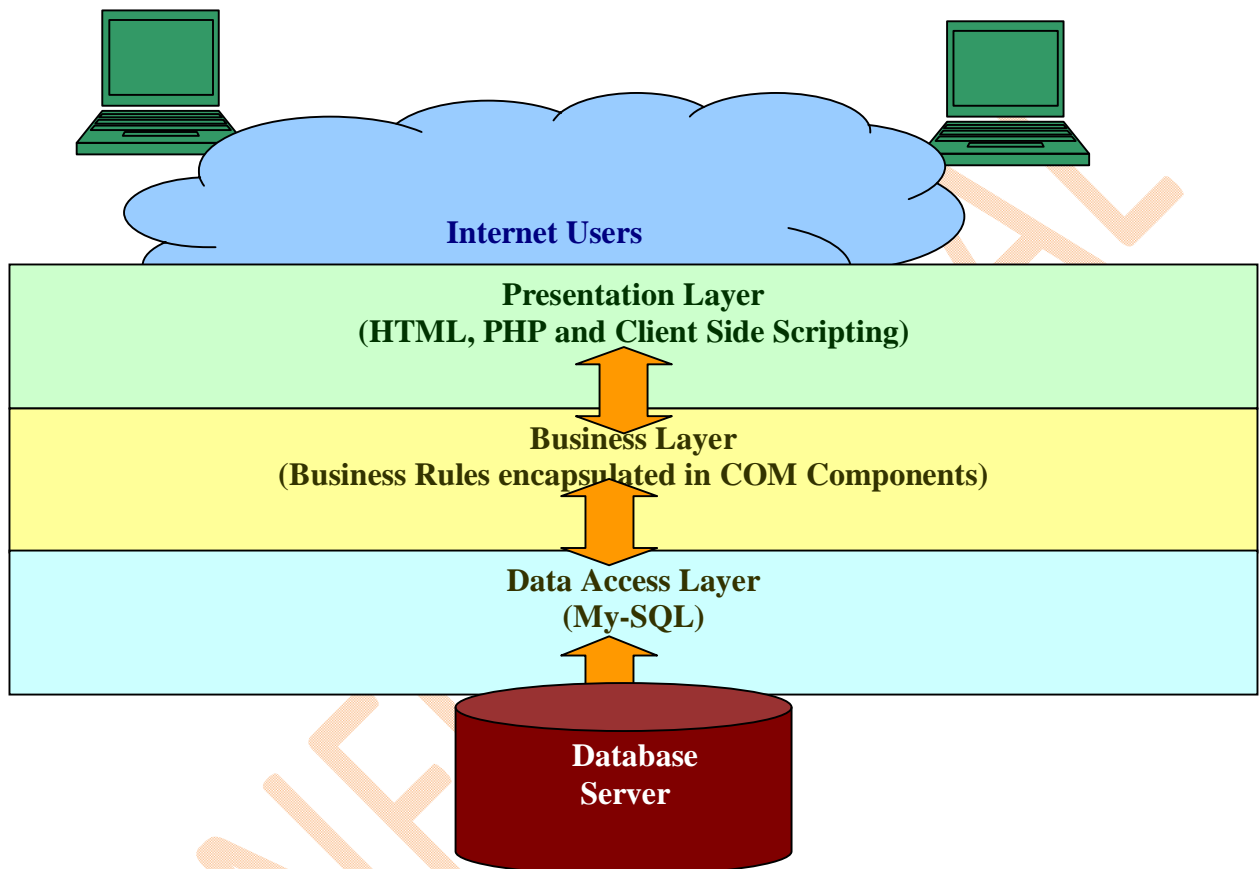 Internet Users
Presentation Layer
(HTML, PHP and Client Side Scripting)
Business Layer
(Business Rules encapsulated in COM Components)
Data Access Layer
(My-SQL)
Database
Server